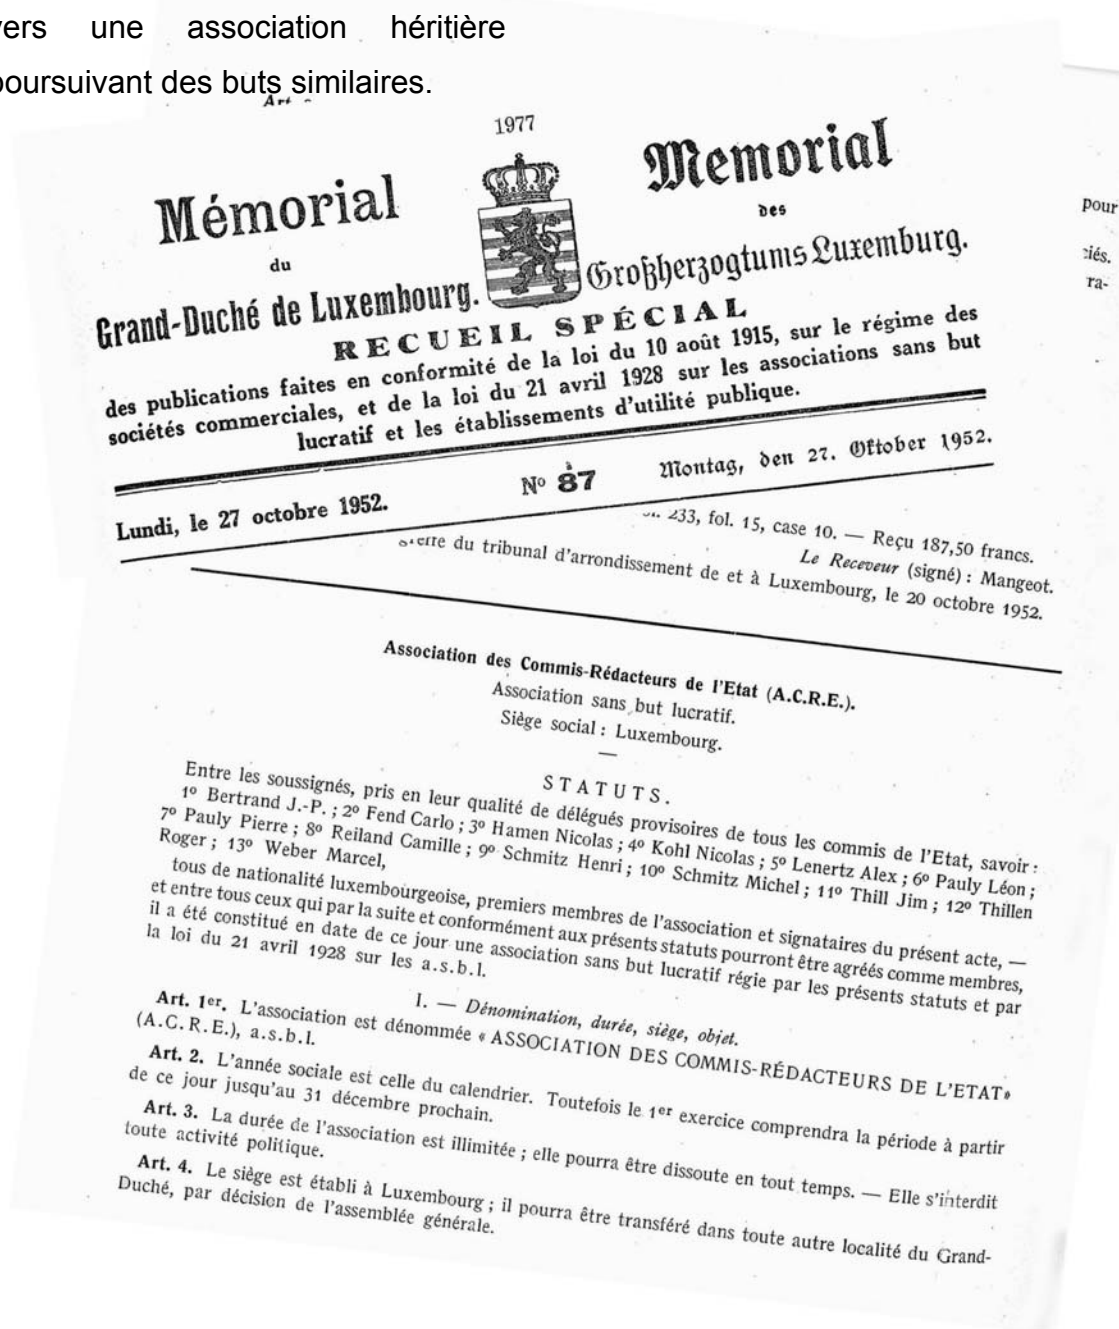 vers une association héritière
poursuivant des buts similaires.
Art
1977
Mémorial
du
Grand-Duché de Luxembourg.
Memorial
des
Großherzogtums Luxemburg.
RECUEIL SPÉCIAL
des publications faites en conformité de la loi du 10 août 1915, sur le régime des
sociétés commerciales, et de la loi du 21 avril 1928 sur les associations sans but
lucratif et les établissements d'utilité publique.
Lundi, le 27 octobre 1952.
Nº 87
Montag, den 27. Oktober 1952.
pour
ciés.
ra-
233, fol. 15, case 10. — Reçu 187,50 francs.
Le Receveur (signé) : Mangeot.
du tribunal d'arrondissement de et à Luxembourg, le 20 octobre 1952.
Association des Commis-Rédacteurs de l'Etat (A.C.R.E.).
Association sans but lucratif.
Siège social : Luxembourg.
—
STATUTS.
Entre les soussignés, pris en leur qualité de délégués provisoires de tous les commis de l'Etat, savoir :
1º Bertrand J.-P. ; 2º Fend Carlo ; 3º Hamen Nicolas ; 4º Kohl Nicolas ; 5º Lenertz Alex ; 6º Pauly Léon ;
7º Pauly Pierre ; 8º Reiland Camille ; 9º Schmitz Henri ; 10º Schmitz Michel ; 11º Thill Jim ; 12º Thillen
Roger ; 13º Weber Marcel,
tous de nationalité luxembourgeoise, premiers membres de l'association et signataires du présent acte, —
et entre tous ceux qui par la suite et conformément aux présents statuts pourront être agréés comme membres,
il a été constitué en date de ce jour une association sans but lucratif régie par les présents statuts et par
la loi du 21 avril 1928 sur les a.s.b.l.
I. — Dénomination, durée, siège, objet.
Art. 1er. L'association est dénommée « ASSOCIATION DES COMMIS-RÉDACTEURS DE L'ETAT»
(A.C.R.E.), a.s.b.l.
Art. 2. L'année sociale est celle du calendrier. Toutefois le 1er exercice comprendra la période à partir
de ce jour jusqu'au 31 décembre prochain.
Art. 3. La durée de l'association est illimitée ; elle pourra être dissoute en tout temps. — Elle s'interdit
toute activité politique.
Art. 4. Le siège est établi à Luxembourg ; il pourra être transféré dans toute autre localité du Grand-
Duché, par décision de l'assemblée générale.